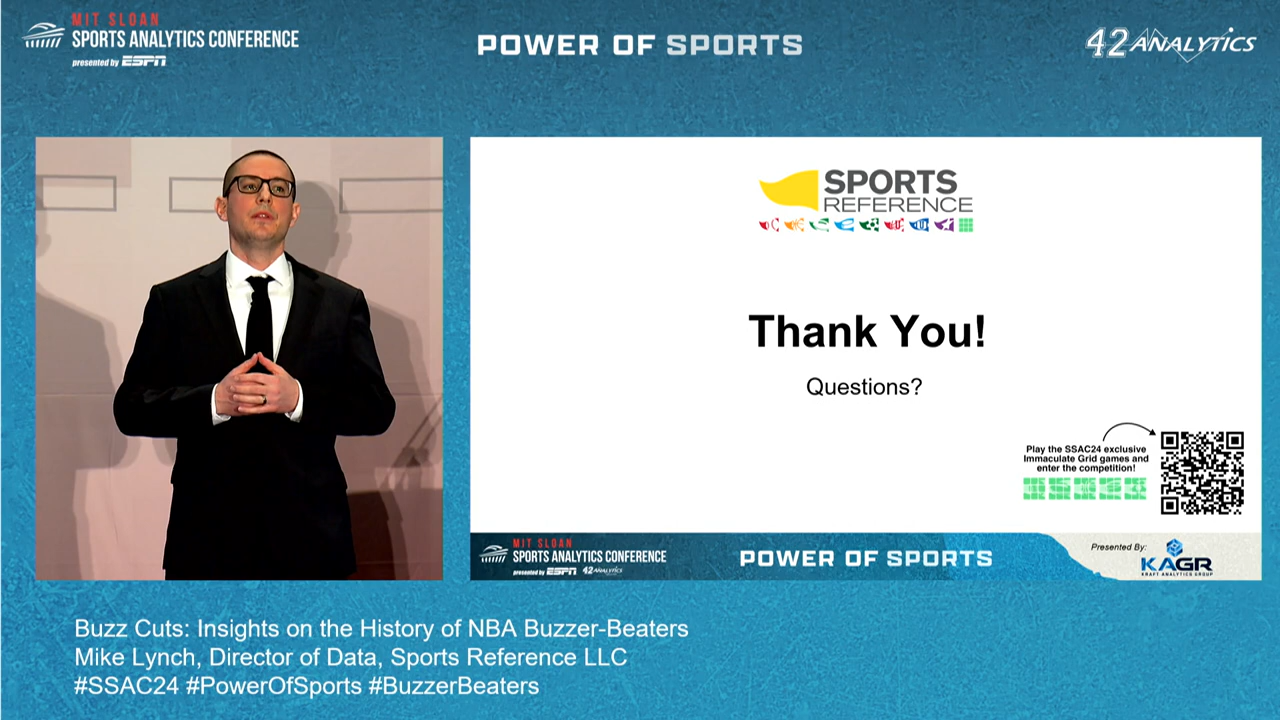 MIT SLOAN
SPORTS ANALYTICS CONFERENCE
presented by ESPN
POWER OF SPORTS
42 ANALYTICS
SPORTS
REFERENCE
Thank You!
Questions?
Play the SSAC24 exclusive
Immaculate Grid games and
enter the competition!
MIT SLOAN
SPORTS ANALYTICS CONFERENCE
presented by ESPN 42 ANALYTICS
POWER OF SPORTS
Presented By:
KAGR
KRAFT ANALYTICS GROUP
Buzz Cuts: Insights on the History of NBA Buzzer-Beaters
Mike Lynch, Director of Data, Sports Reference LLC
#SSAC24 #PowerOfSports #BuzzerBeaters